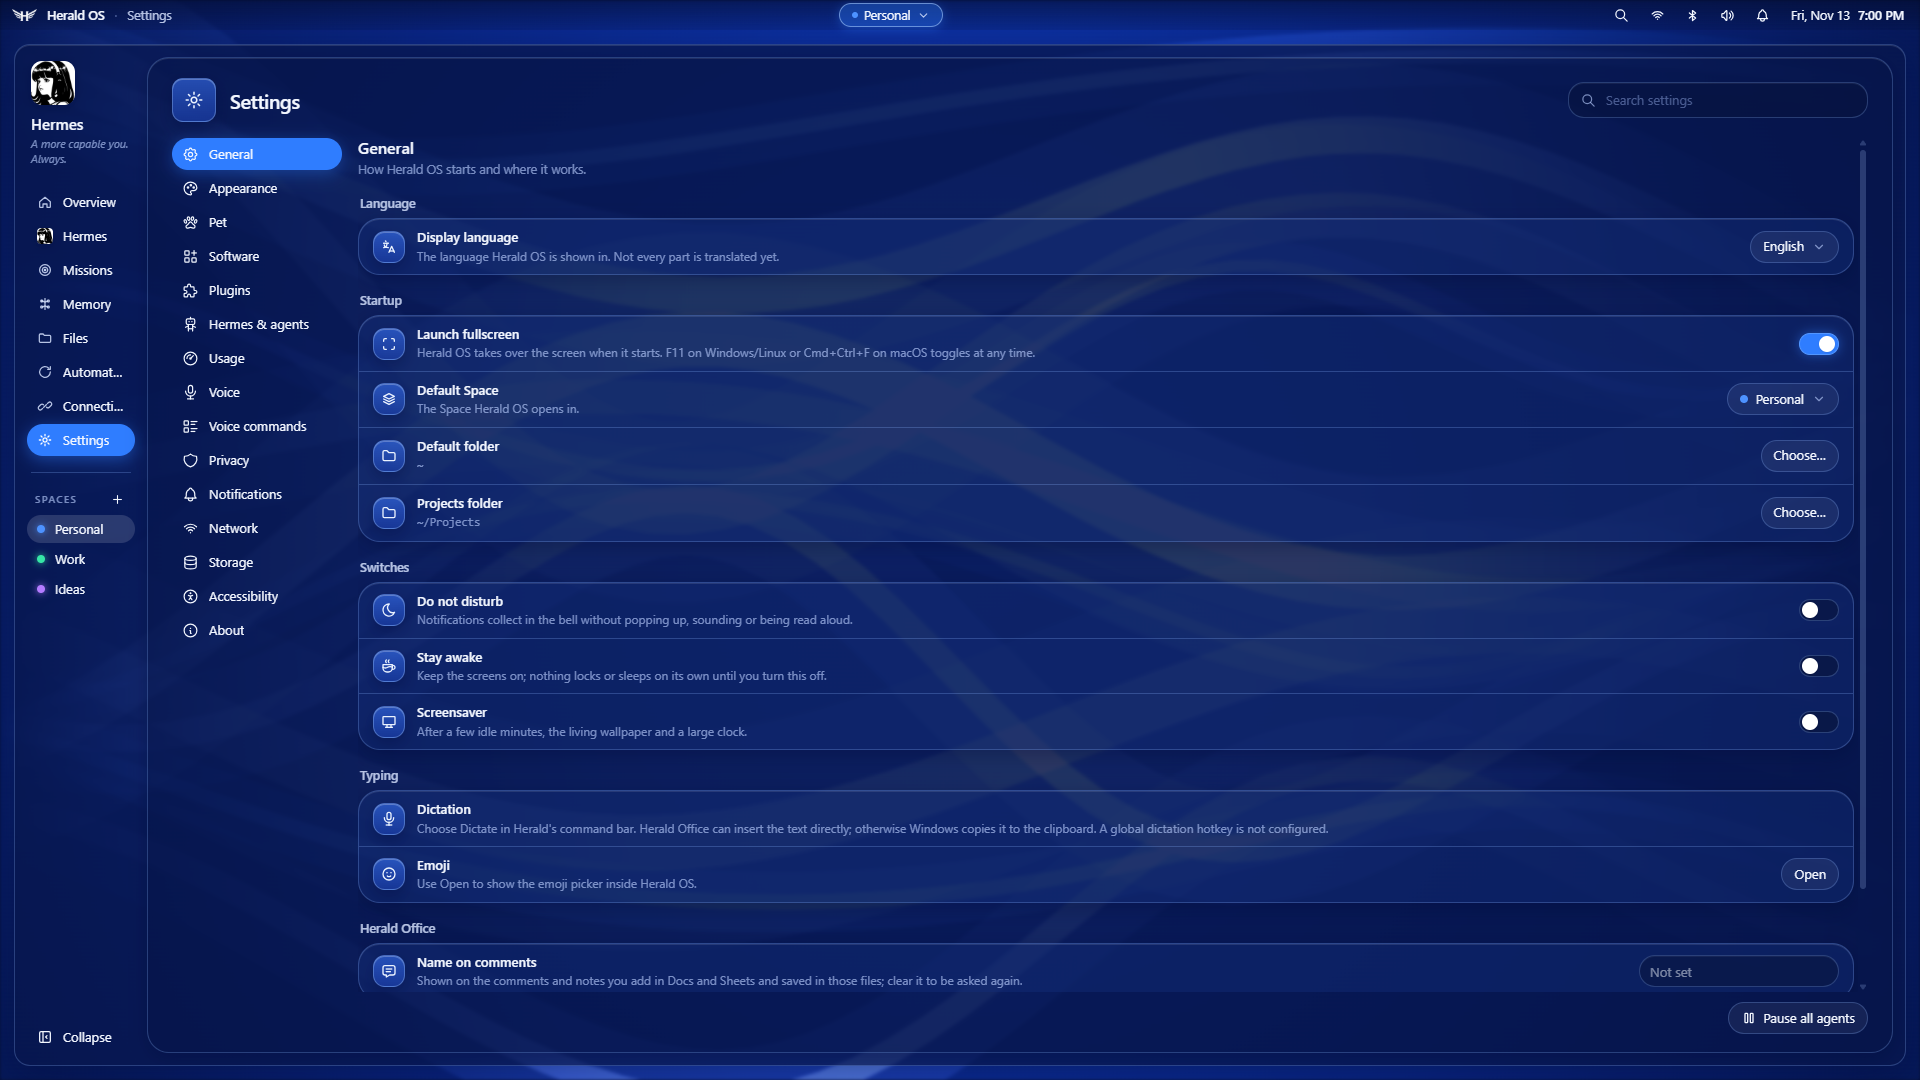 Herald OS · Settings
Personal
Fri, Nov 13 7:00 PM
Hermes
A more capable you.
Always.
Overview
Hermes
Missions
Memory
Files
Automat...
Connecti...
Settings
SPACES
Personal
Work
Ideas
Collapse
Settings
Search settings
General
Appearance
Pet
Software
Plugins
Hermes & agents
Usage
Voice
Voice commands
Privacy
Notifications
Network
Storage
Accessibility
About
General
How Herald OS starts and where it works.
Language
Display language
The language Herald OS is shown in. Not every part is translated yet.
English
Startup
Launch fullscreen
Herald OS takes over the screen when it starts. F11 on Windows/Linux or Cmd+Ctrl+F on macOS toggles at any time.
Default Space
The Space Herald OS opens in.
Personal
Default folder
~
Choose...
Projects folder
~/Projects
Choose...
Switches
Do not disturb
Notifications collect in the bell without popping up, sounding or being read aloud.
Stay awake
Keep the screens on; nothing locks or sleeps on its own until you turn this off.
Screensaver
After a few idle minutes, the living wallpaper and a large clock.
Typing
Dictation
Choose Dictate in Herald's command bar. Herald Office can insert the text directly; otherwise Windows copies it to the clipboard. A global dictation hotkey is not configured.
Emoji
Use Open to show the emoji picker inside Herald OS.
Open
Herald Office
Name on comments
Shown on the comments and notes you add in Docs and Sheets and saved in those files; clear it to be asked again.
Not set
Pause all agents